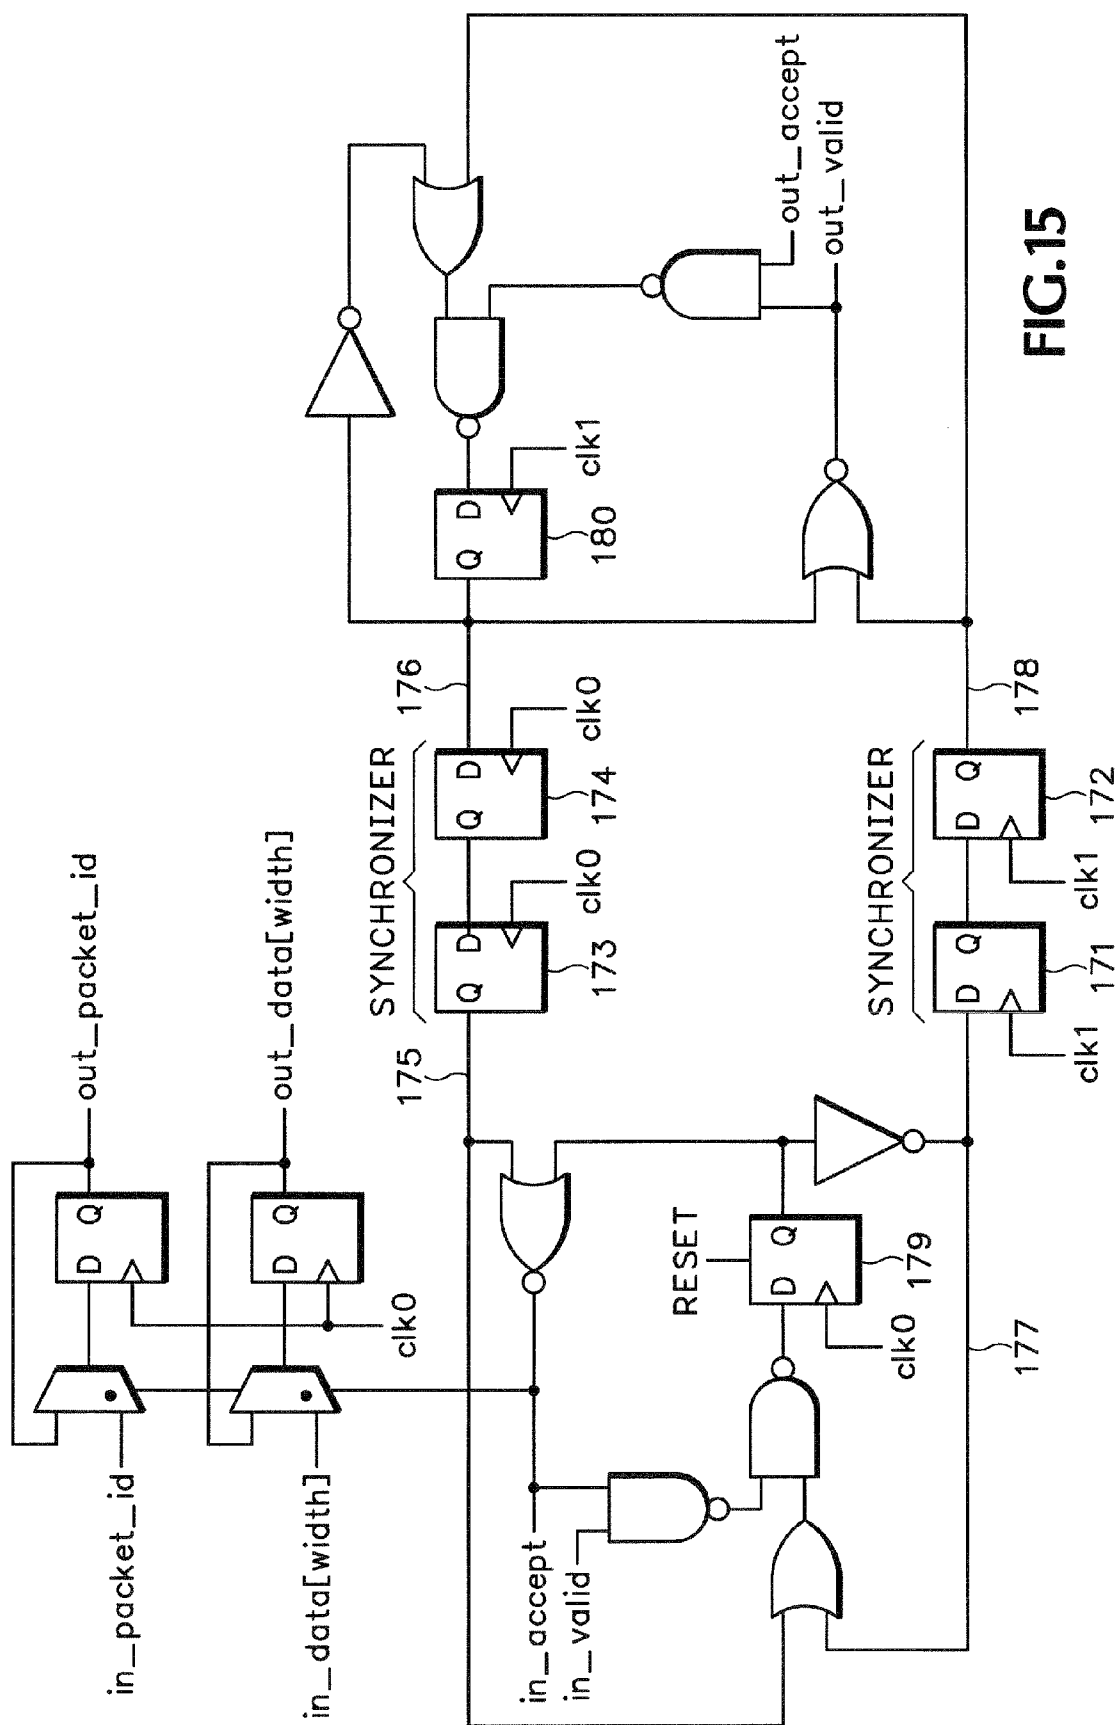 in_packet_id
in_data[width]
D
Q
out_packet_id
D
Q
out_data[width]
clk0
in_accept
in_valid
175
SYNCHRONIZER
Q
D
clk0
173
Q
D
clk0
174
176
Q
D
clk1
180
RESET
D
Q
clk0
179
out_accept
out_valid
177
SYNCHRONIZER
D
Q
clk1
171
D
Q
clk1
172
178
FIG.15